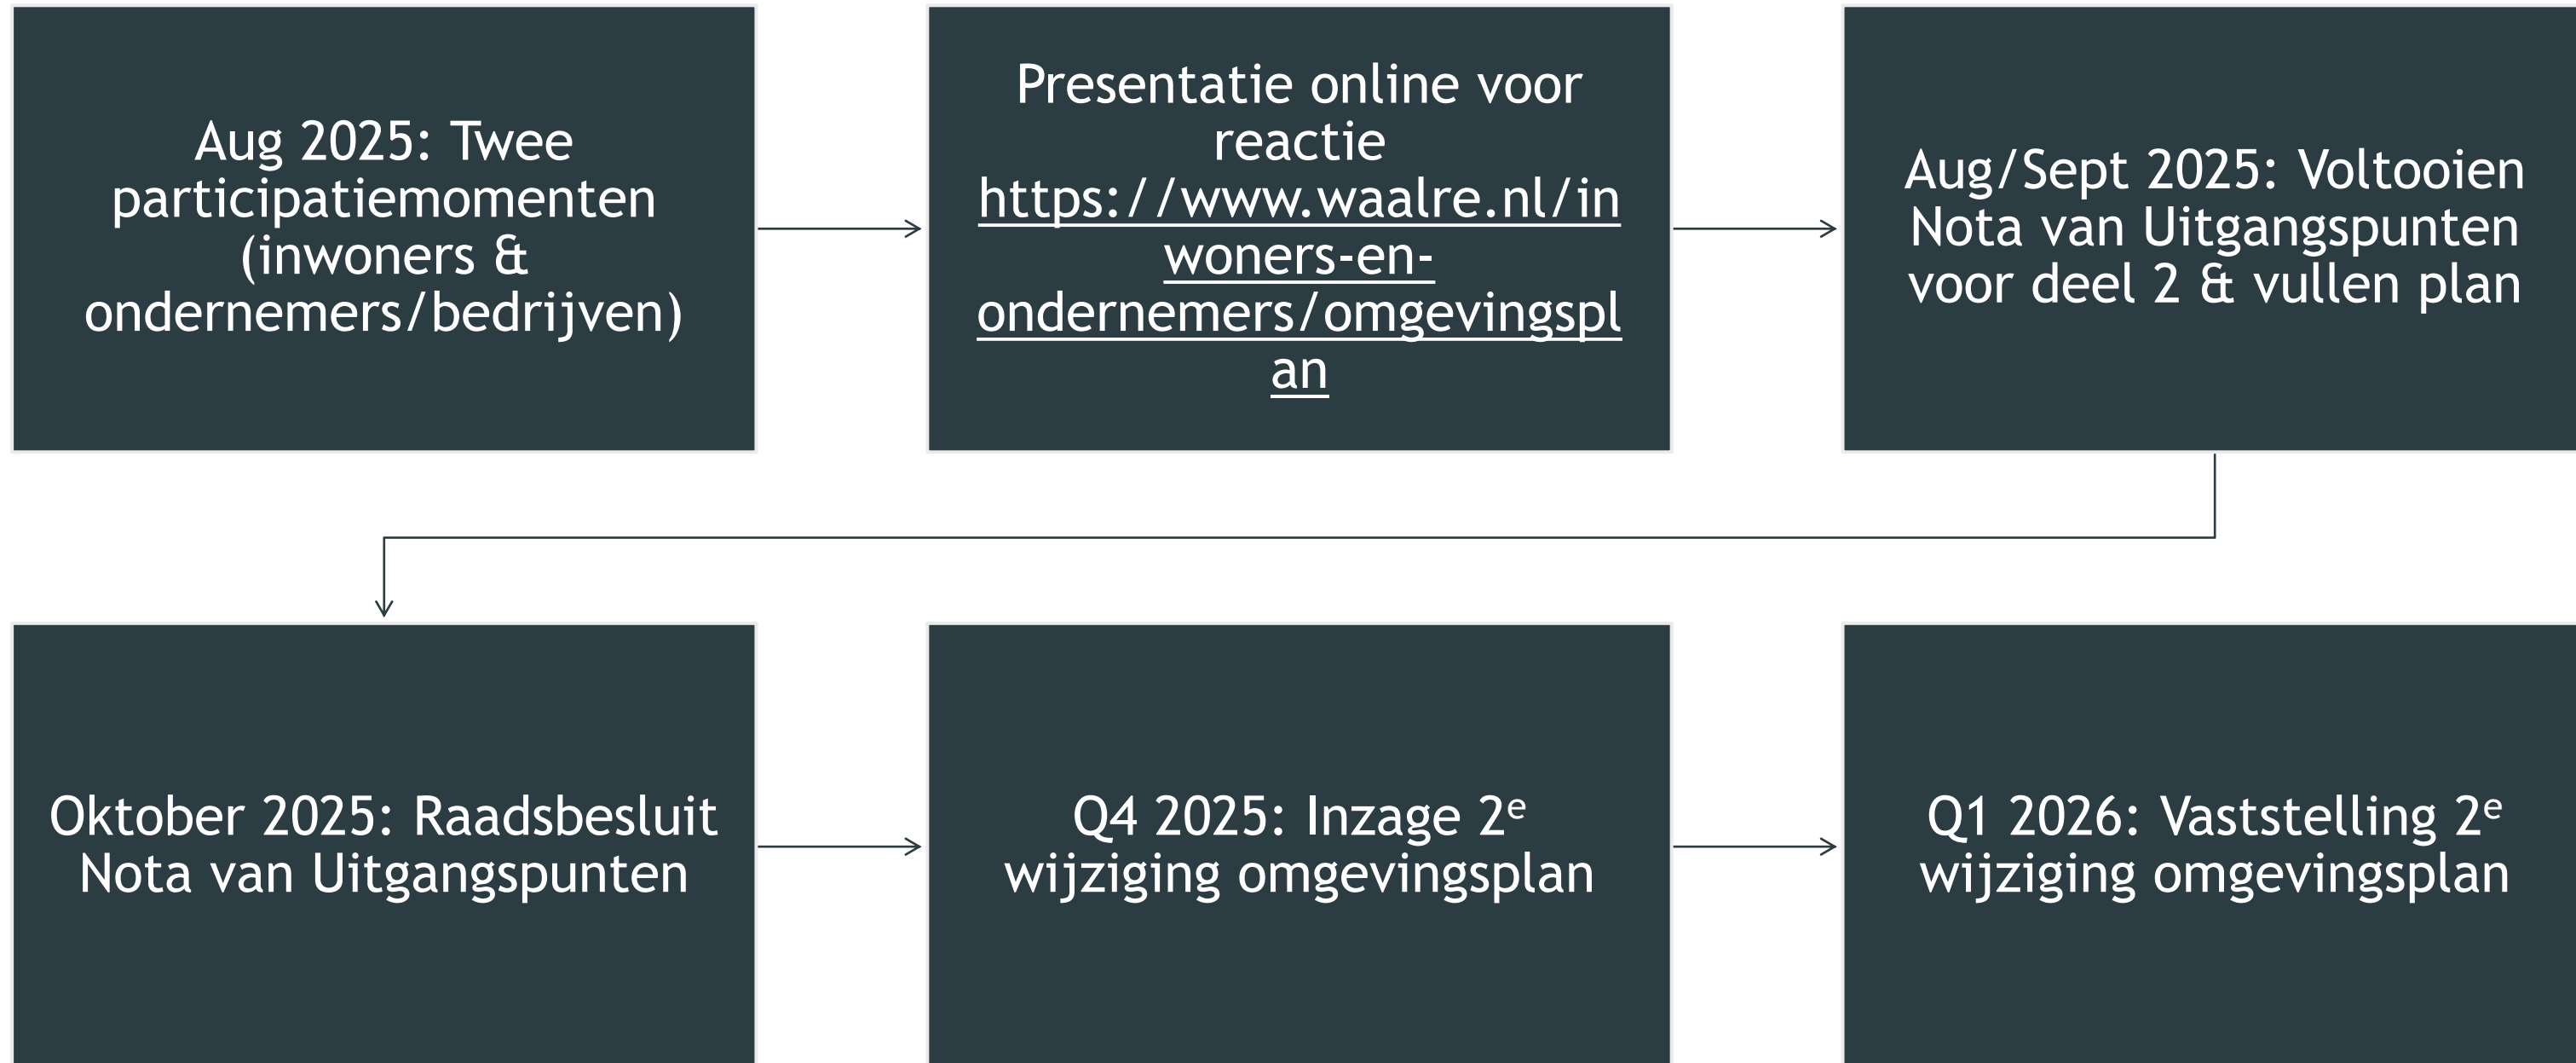 Aug 2025: Twee
participatiemomenten
(inwoners &
ondernemers/bedrijven)
Presentatie online voor
reactie
https://www.waalre.nl/in
woners-en-
ondernemers/omgevingspl
an
Aug/Sept 2025: Voltooien
Nota van Uitgangspunten
voor deel 2 & vullen plan
Oktober 2025: Raadsbesluit
Nota van Uitgangspunten
Q4 2025: Inzage 2e
wijziging omgevingsplan
Q1 2026: Vaststelling 2e
wijziging omgevingsplan